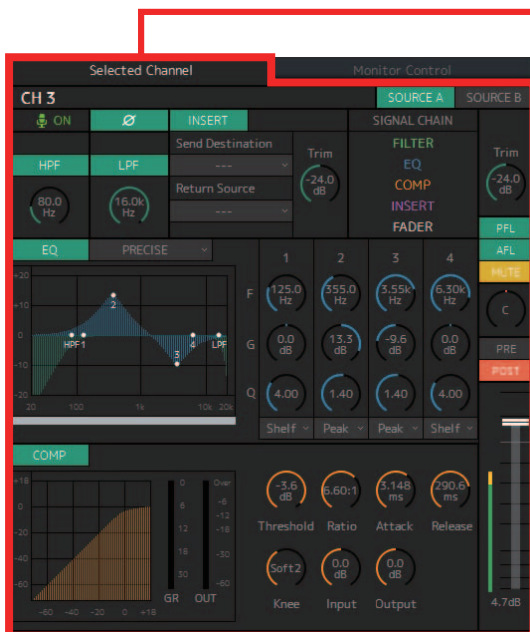 Selected Channel
Monitor Control
CH 3
SOURCE A
SOURCE B
ON
Ø
INSERT
SIGNAL CHAIN
HPF
LPF
80.0 Hz
16.0k Hz
Send Destination
---
Return Source
---
Trim
-24.0 dB
FILTER
EQ
COMP
INSERT
FADER
Trim
-24.0 dB
PFL
AFL
MUTE
C
PRE
POST
4.7dB
EQ
PRECISE
+20
+10
0
-10
-20
20
100
1k
10k
20k
HPF
1
2
3
4
LPF
1
2
3
4
F
125.0 Hz
355.0 Hz
3.55k Hz
6.30k Hz
G
0.0 dB
13.3 dB
-9.6 dB
0.0 dB
Q
4.00
1.40
1.40
4.00
Shelf
Peak
Peak
Shelf
COMP
+18
0
-20
-40
-60
-60
-40
-20
0
+18
0
6
12
18
30
GR
Over
-6
-12
-18
-30
-60
OUT
-3.6 dB
6.60:1
3.148 ms
290.6 ms
Threshold
Ratio
Attack
Release
Soft2
0.0 dB
0.0 dB
Knee
Input
Output